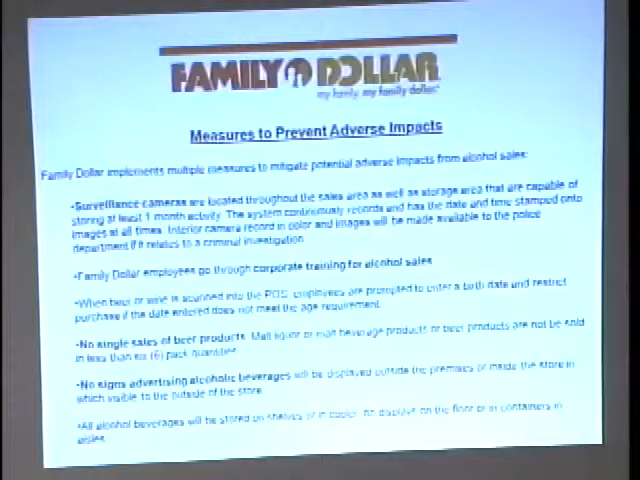 FAMILY DOLLAR
my family, my family dollar.
Measures to Prevent Adverse Impacts
Family Dollar implements multiple measures to mitigate potential adverse impacts from alcohol sales:
•Surveillance cameras are located throughout the sales area as well as storage area that are capable of
storing at least 1 month activity. The system continuously records and has the date and time stamped onto
images at all times. Interior camera record in color and images will be made available to the police
department if it relates to a criminal investigation
•Family Dollar employees go through corporate training for alcohol sales
•When beer or wine is scanned into the POS, employees are prompted to enter a birth date and restrict
purchase if the date entered does not meet the age requirement.
•No single sales of beer products. Malt liquor or malt beverage products or beer products are not be sold
in less than six (6) pack quantities
•No signs advertising alcoholic beverages will be displayed outside the premises or inside the store in
which visible to the outside of the store
•All alcohol beverages will be stored on shelves or in cooler, no displays on the floor or in containers in
aisles.